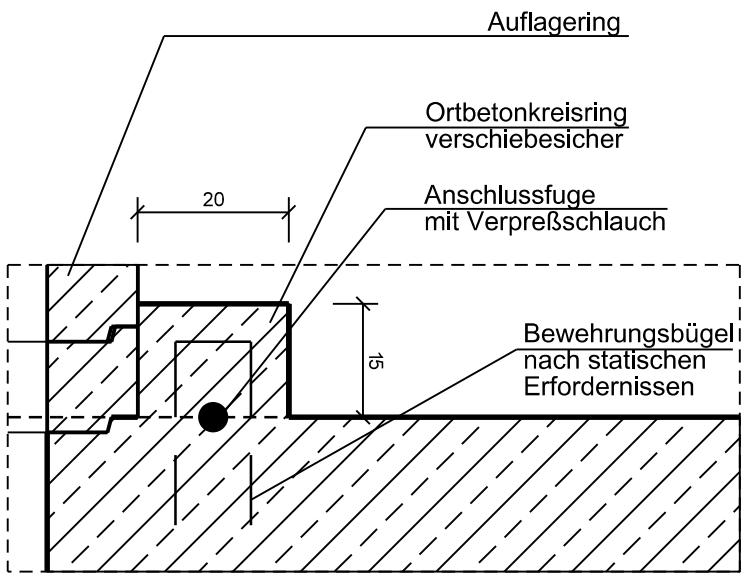 Auflagering
Ortbetonkreisring
verschiebesicher
20
Anschlussfuge
mit Verpreßschlauch
15
Bewehrungsbügel
nach statischen
Erfordernissen